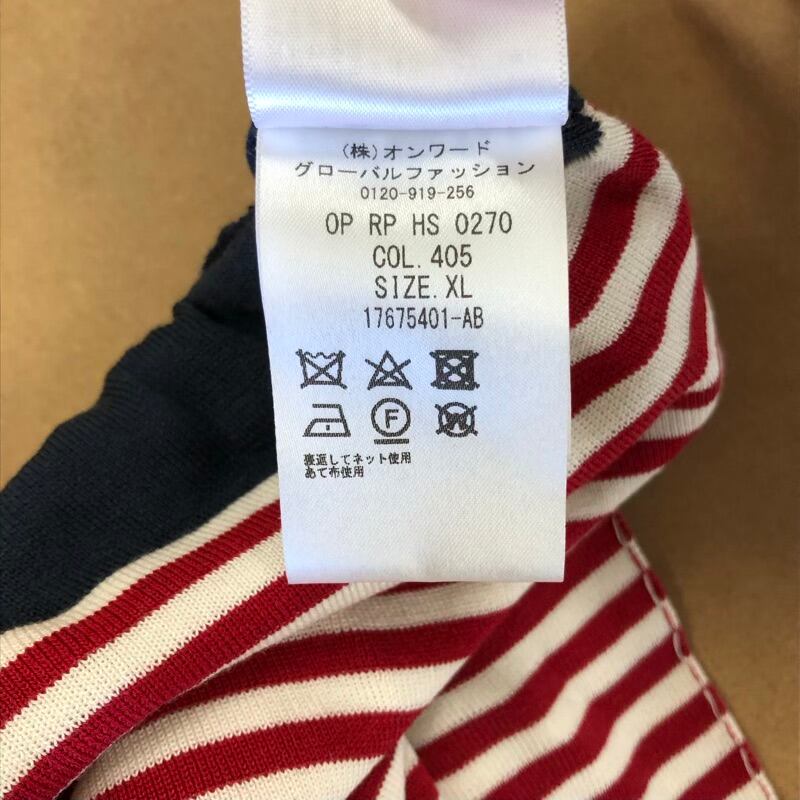 (株)オンワード
グローバルファッション
0120-919-256
OP RP HS 0270
COL. 405
SIZE. XL
17675401-AB
F
W
裏返してネット使用
あて布使用